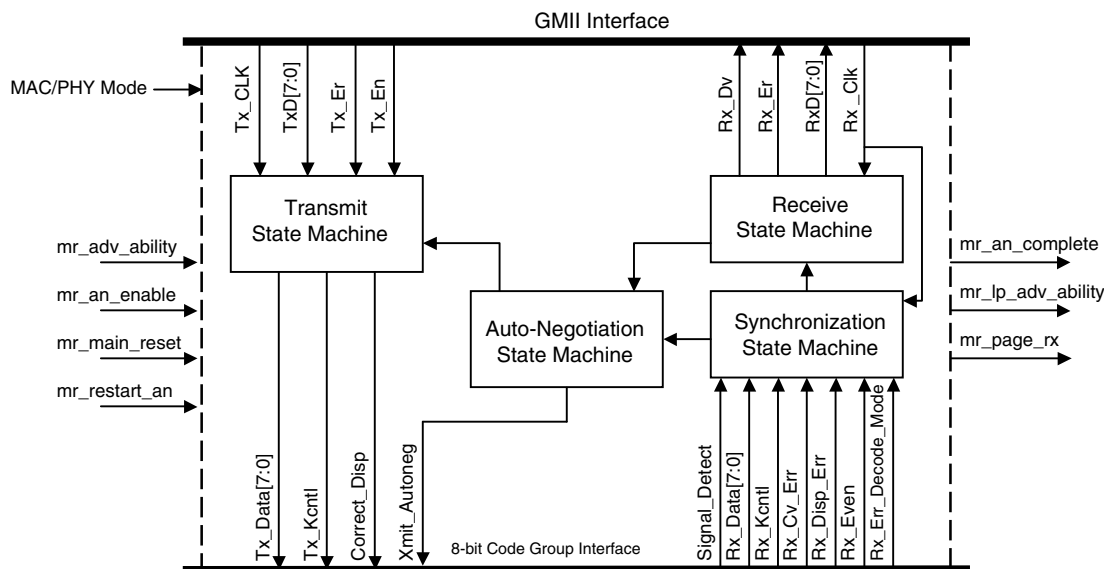 GMII Interface
MAC/PHY Mode
Tx_CLK
TxD[7:0]
Tx_Er
Tx_En
Rx_Dv
Rx_Er
RxD[7:0]
Rx_Clk
Transmit
State Machine
Receive
State Machine
mr_adv_ability
mr_an_enable
mr_main_reset
mr_restart_an
Auto-Negotiation
State Machine
Synchronization
State Machine
mr_an_complete
mr_lp_adv_ability
mr_page_rx
Tx_Data[7:0]
Tx_Kcntl
Correct_Disp
Xmit_Autoneg
8-bit Code Group Interface
Signal_Detect
Rx_Data[7:0]
Rx_Kcntl
Rx_Cv_Err
Rx_Disp_Err
Rx_Even
Rx_Err_Decode_Mode